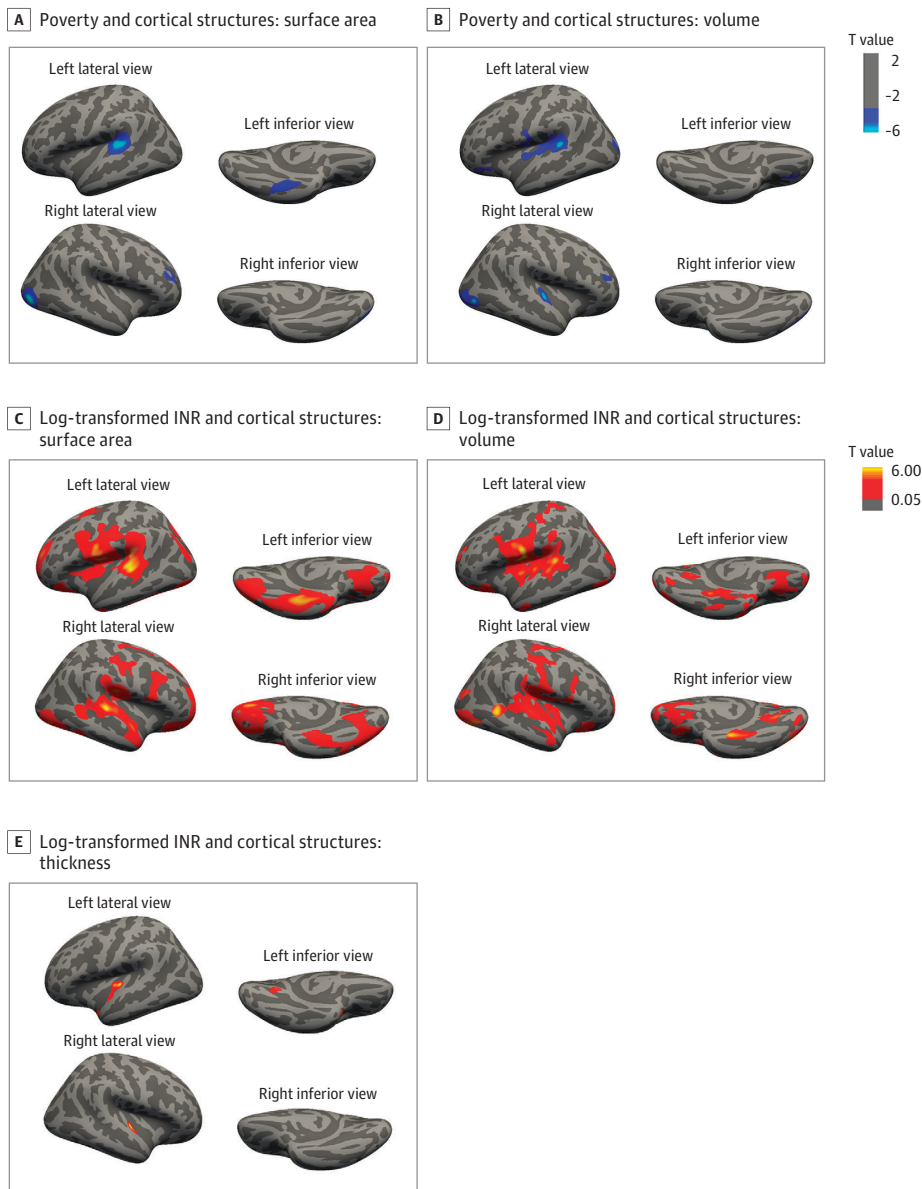 A Poverty and cortical structures: surface area
Left lateral view
Left inferior view
Right lateral view
Right inferior view
B Poverty and cortical structures: volume
Left lateral view
Left inferior view
Right lateral view
Right inferior view
T value
2
-2
-6
C Log-transformed INR and cortical structures:
surface area
Left lateral view
Left inferior view
Right lateral view
Right inferior view
D Log-transformed INR and cortical structures:
volume
Left lateral view
Left inferior view
Right lateral view
Right inferior view
T value
6.00
0.05
E Log-transformed INR and cortical structures:
thickness
Left lateral view
Left inferior view
Right lateral view
Right inferior view